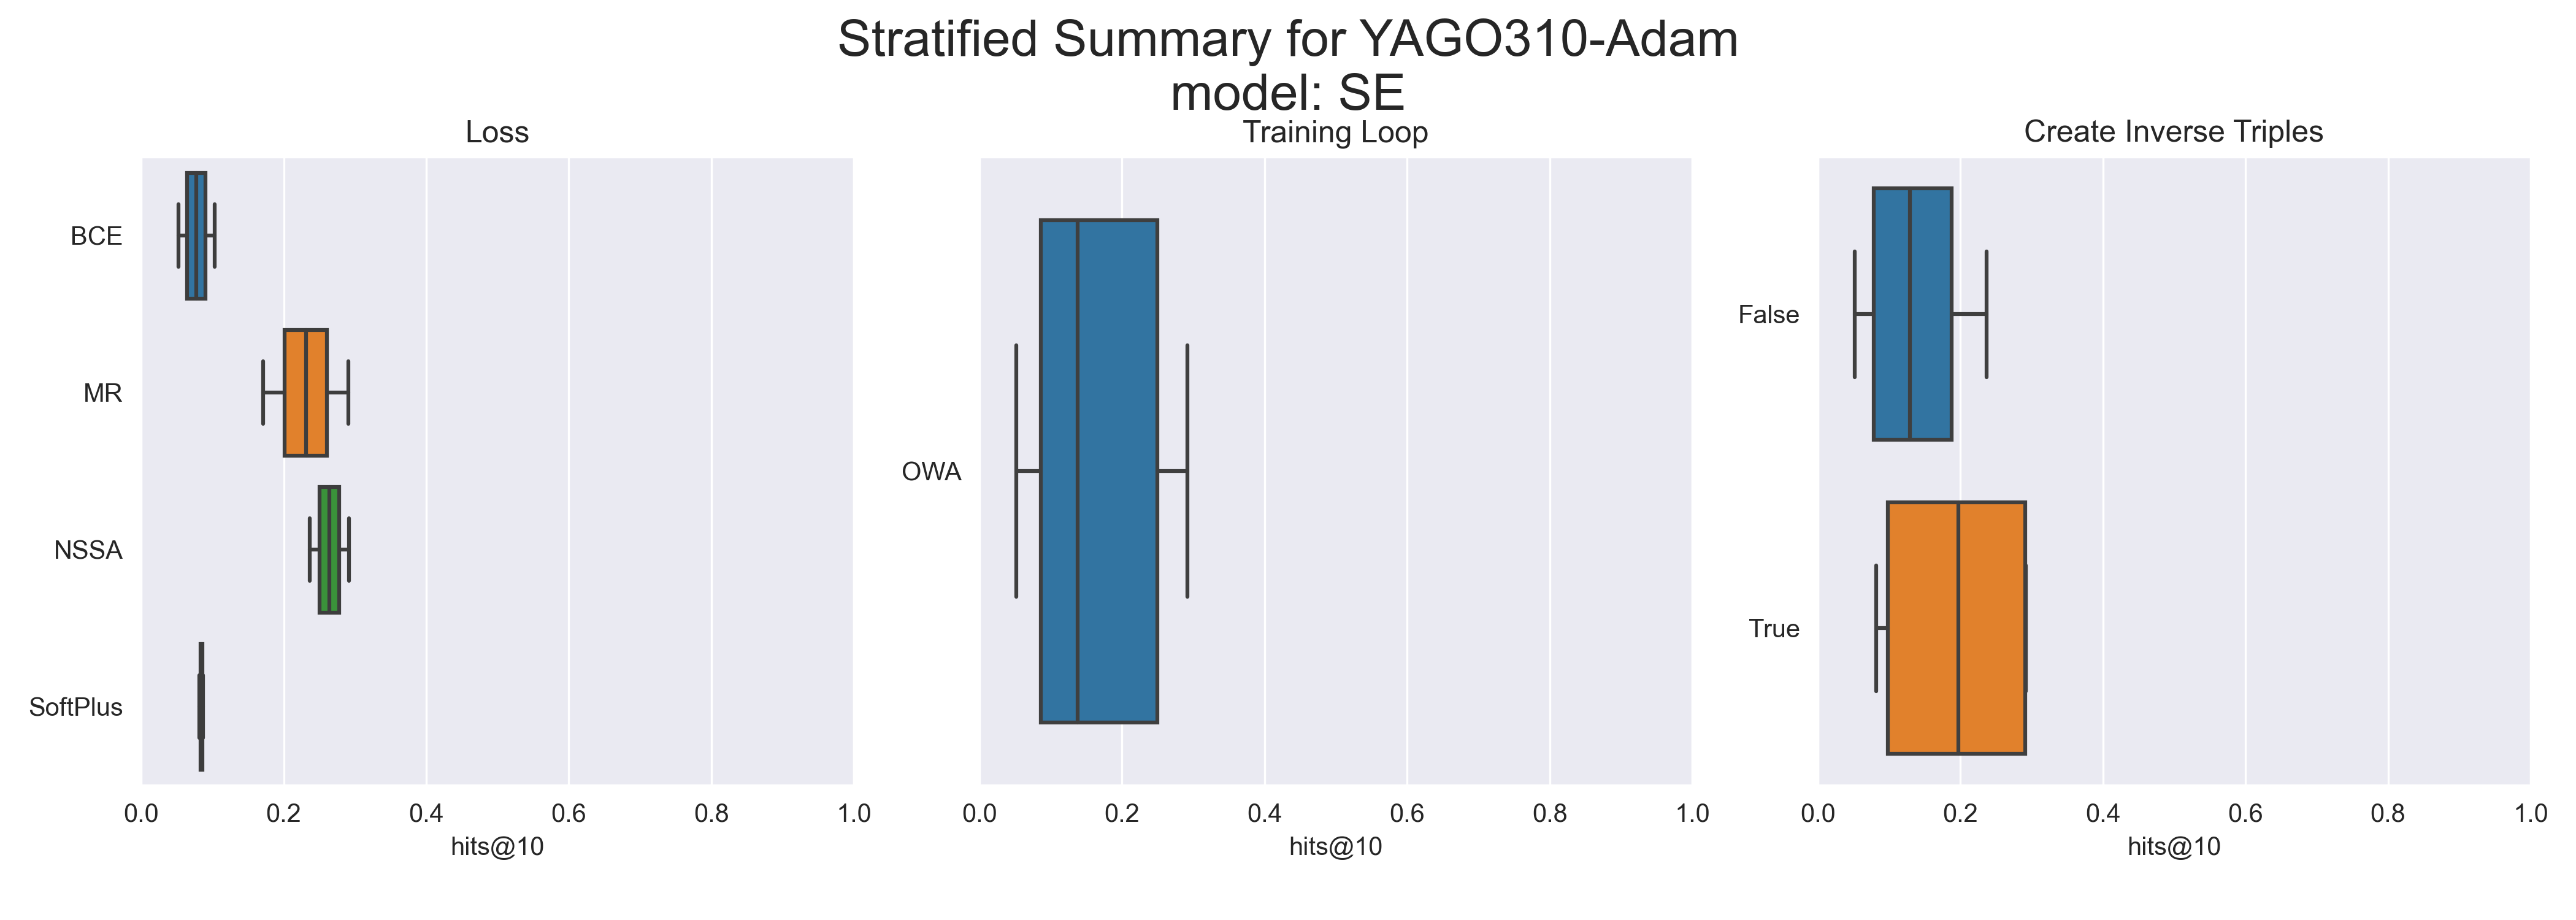 Stratified Summary for YAGO310-Adam
model: SE
Loss
BCE
MR
NSSA
SoftPlus
0.0 0.2 0.4 0.6 0.8 1.0
hits@10
Training Loop
OWA
0.0 0.2 0.4 0.6 0.8 1.0
hits@10
Create Inverse Triples
False
True
0.0 0.2 0.4 0.6 0.8 1.0
hits@10